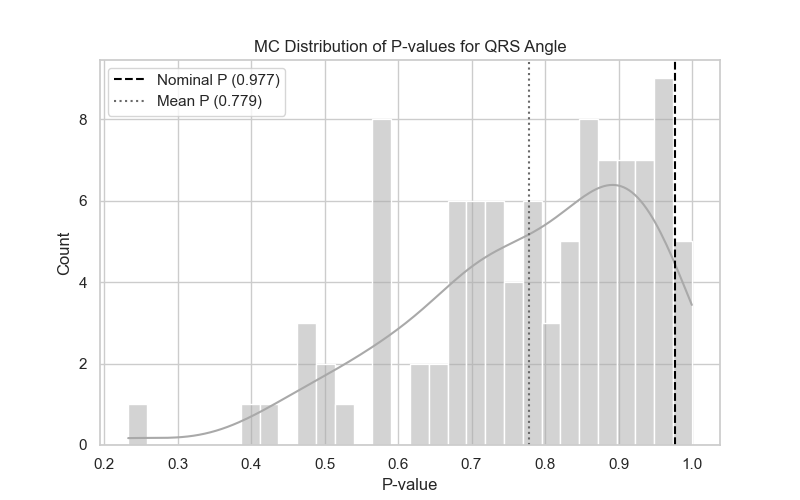 MC Distribution of P-values for QRS Angle
Nominal P (0.977)
Mean P (0.779)
Count
8
6
4
2
0
0.2 0.3 0.4 0.5 0.6 0.7 0.8 0.9 1.0
P-value